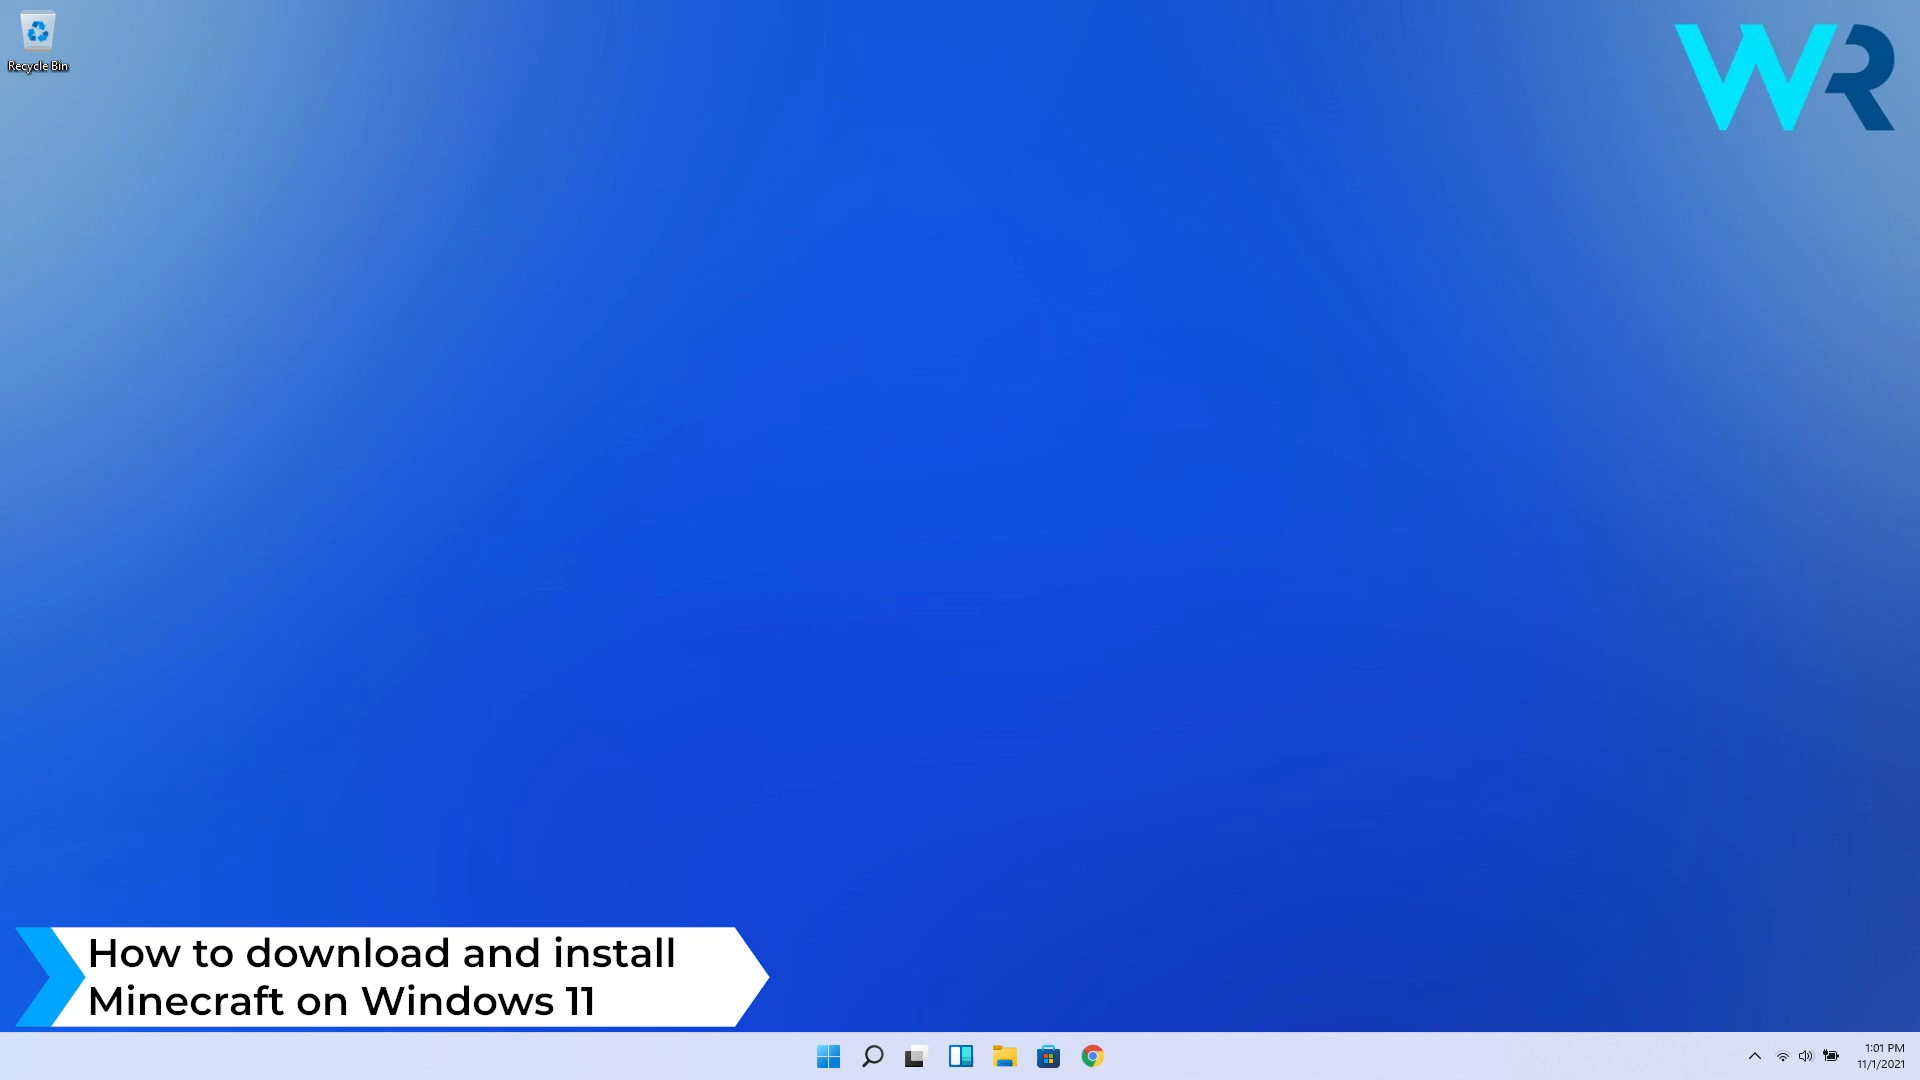 Recycle Bin
WR
How to download and install
Minecraft on Windows 11
1:01 PM
11/1/2021